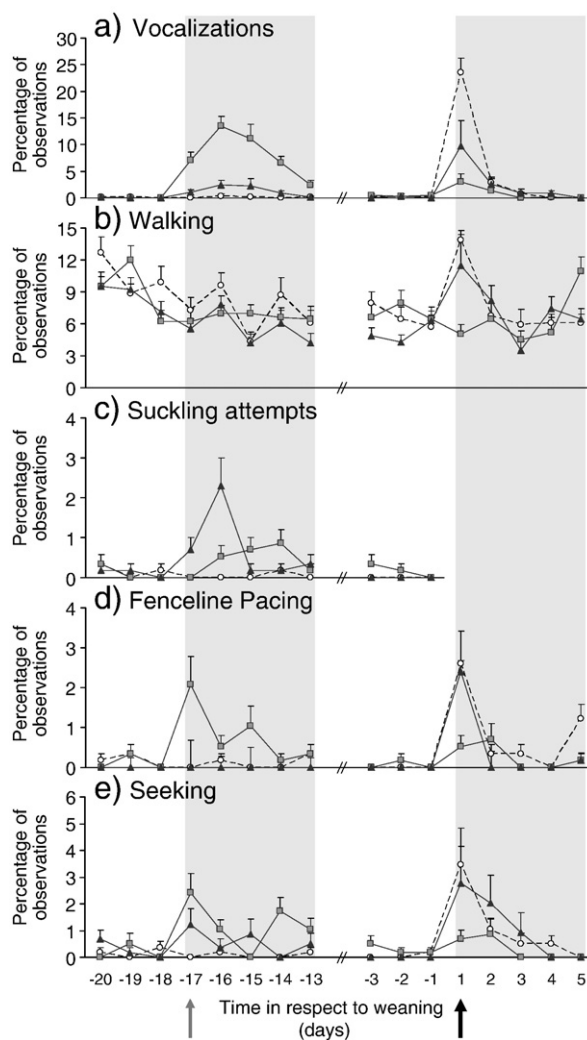 a) Vocalizations
Percentage of
observations
30
25
20
15
10
5
0
b) Walking
Percentage of
observations
15
12
9
6
3
0
c) Suckling attempts
Percentage of
observations
4
3
2
1
0
d) Fenceline Pacing
Percentage of
observations
4
3
2
1
0
e) Seeking
Percentage of
observations
6
5
4
3
2
1
0
-20 -19 -18 -17 -16 -15 -14 -13 -3 -2 -1 1 2 3 4 5
Time in respect to weaning
(days)